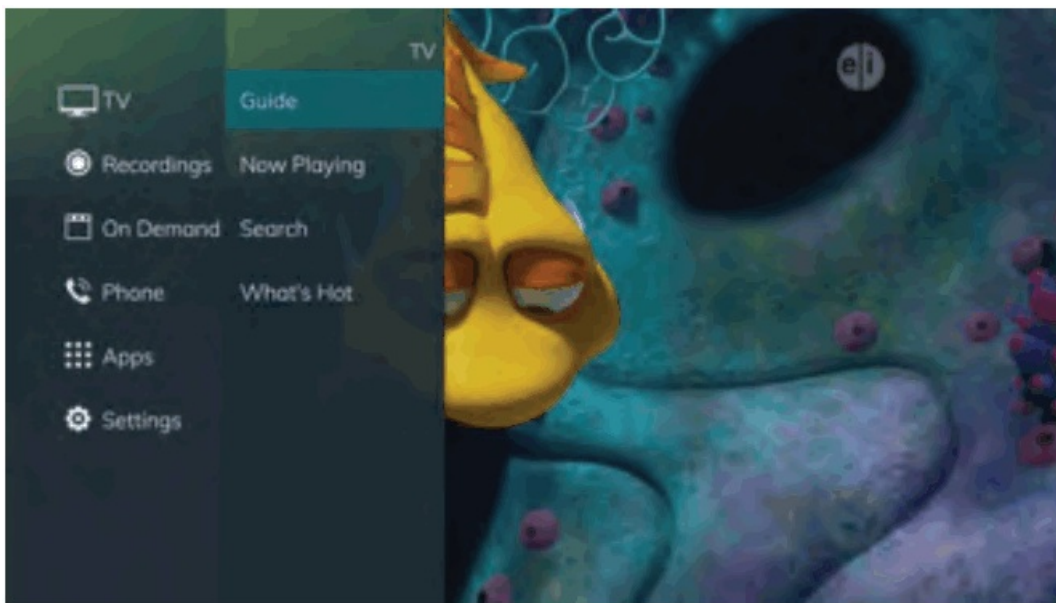 TV
TV
Guide
Recordings
Now Playing
On Demand
Search
Phone
What's Hot
Apps
Settings
e|i